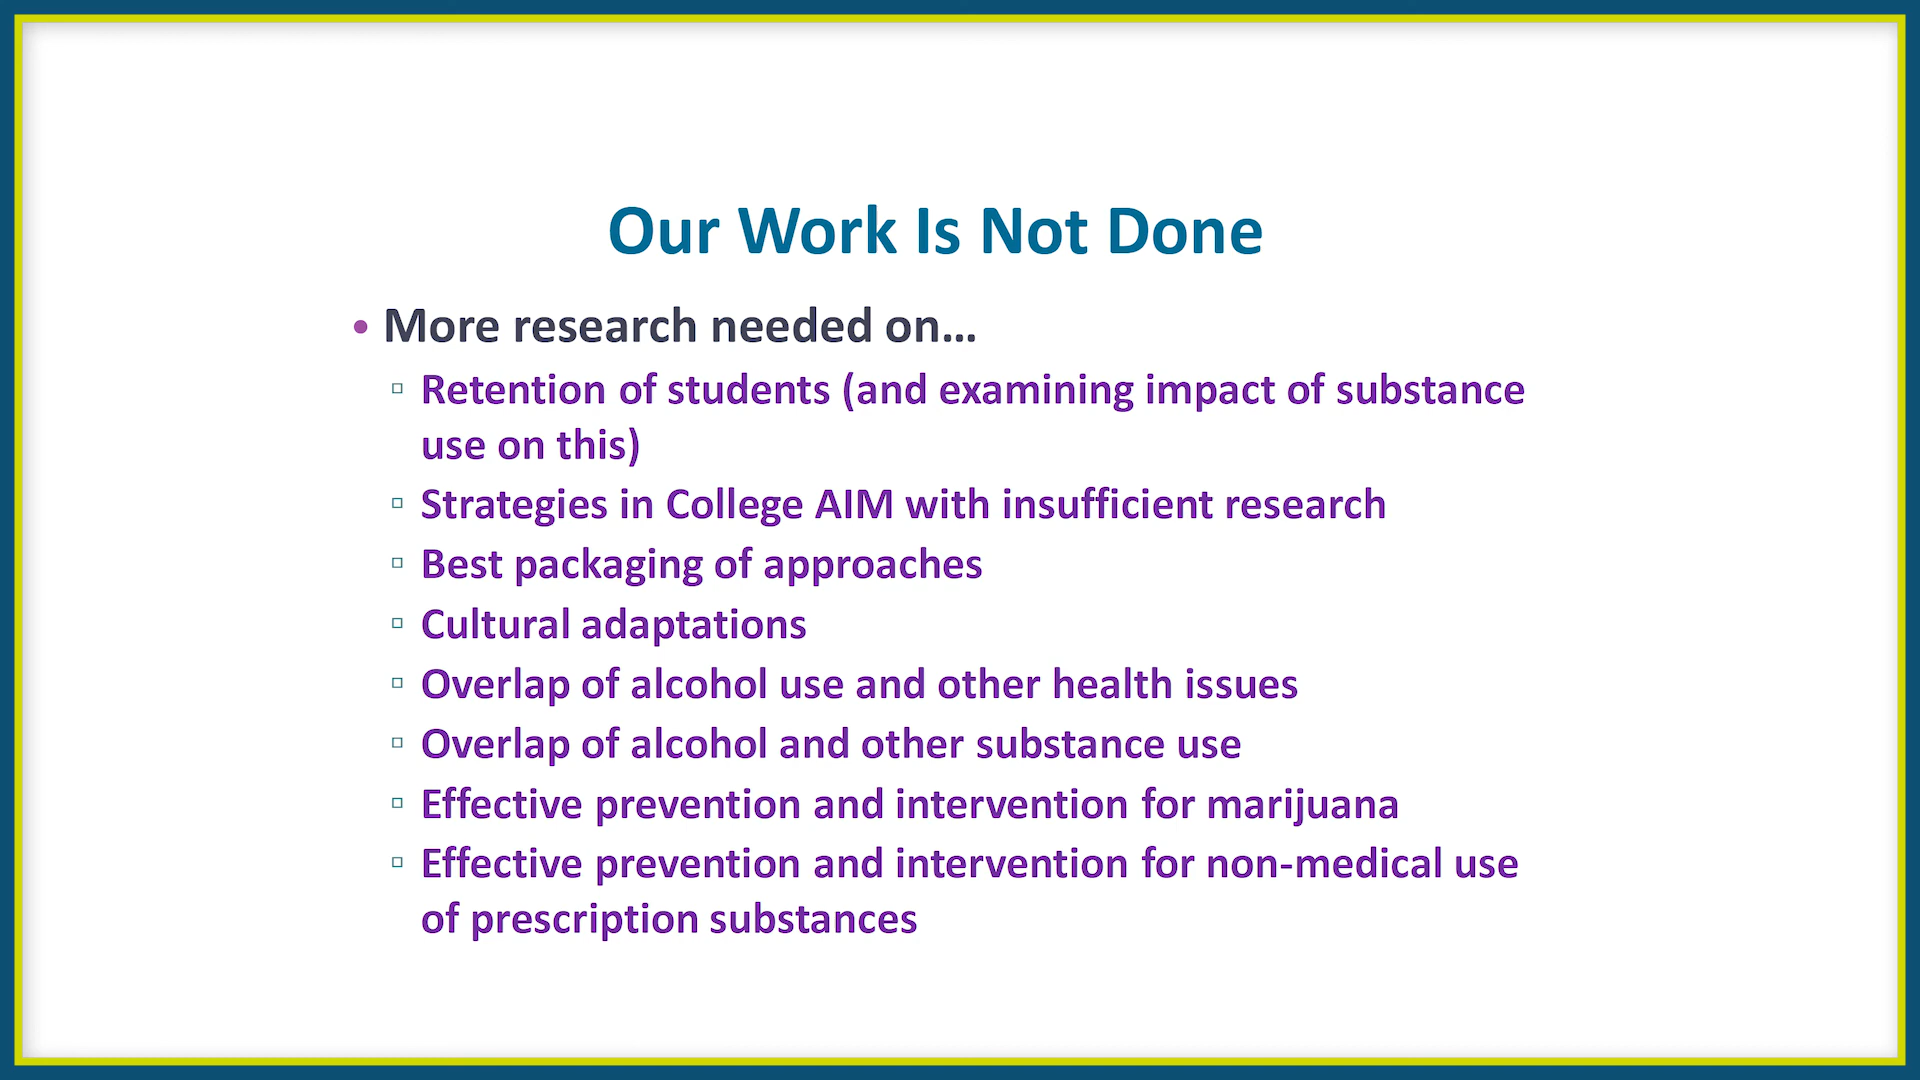 Our Work Is Not Done
• More research needed on...
▫ Retention of students (and examining impact of substance
use on this)
▫ Strategies in College AIM with insufficient research
▫ Best packaging of approaches
▫ Cultural adaptations
▫ Overlap of alcohol use and other health issues
▫ Overlap of alcohol and other substance use
▫ Effective prevention and intervention for marijuana
▫ Effective prevention and intervention for non-medical use
of prescription substances